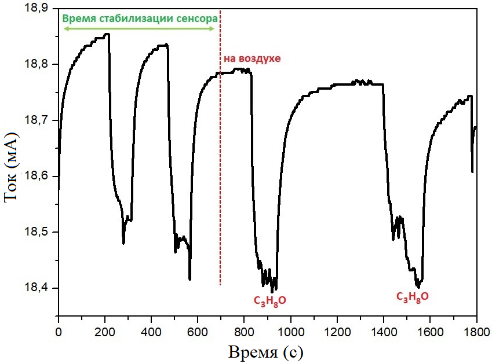 18,9
Время стабилизации сенсора
на воздухе
18,8
18,7
Ток (мА)
18,6
18,5
18,4
C₃H₈O
C₃H₈O
0 200 400 600 800 1000 1200 1400 1600 1800
Время (с)